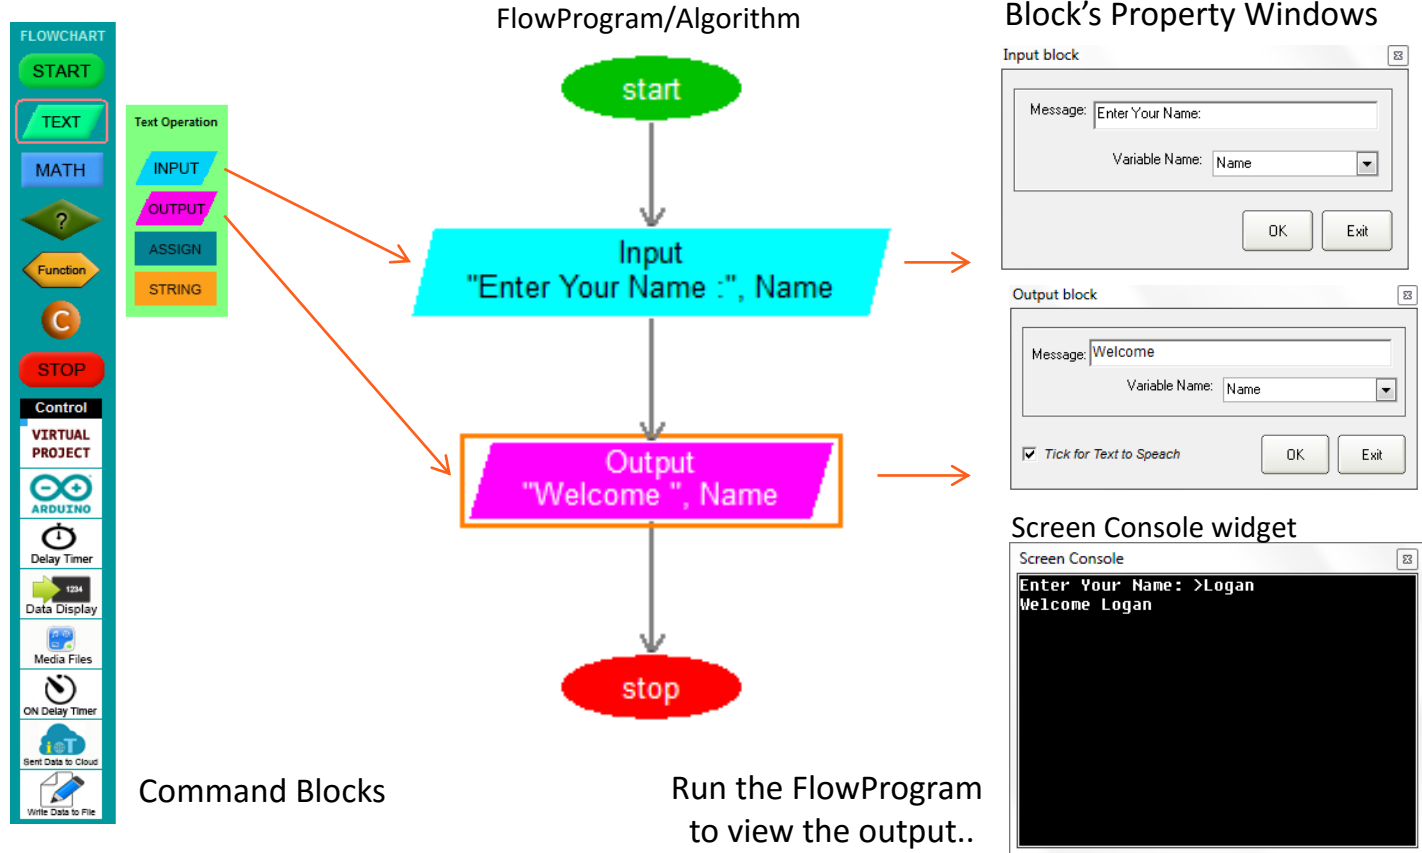 FlowProgram/Algorithm
Block's Property Windows
FLOWCHART
START
TEXT
MATH
?
Function
C
STOP
Control
VIRTUAL
PROJECT
ARDUINO
Delay Timer
1234
Data Display
Media Files
ON Delay Timer
IoT
Sent Data to Cloud
Write Data to File
Text Operation
INPUT
OUTPUT
ASSIGN
STRING
Command Blocks
start
Input
"Enter Your Name :", Name
Output
"Welcome ", Name
stop
Run the FlowProgram
to view the output..
Input block
Message: Enter Your Name:
Variable Name: Name
OK Exit
Output block
Message: Welcome
Variable Name: Name
Tick for Text to Speach OK Exit
Screen Console widget
Screen Console
Enter Your Name: >Logan
Welcome Logan